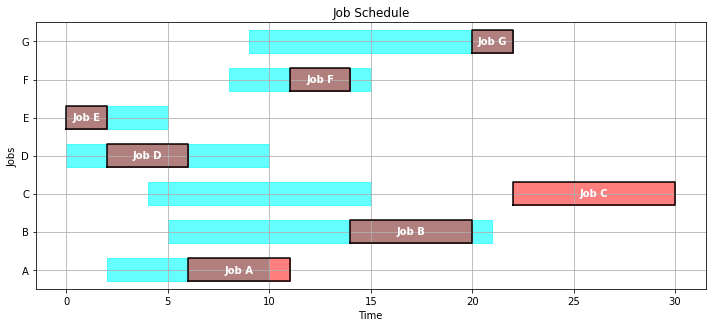 Job Schedule
G
Job G
F
Job F
E
Job E
D
Job D
C
Job C
B
Job B
A
Job A
Jobs
0 5 10 15 20 25 30
Time